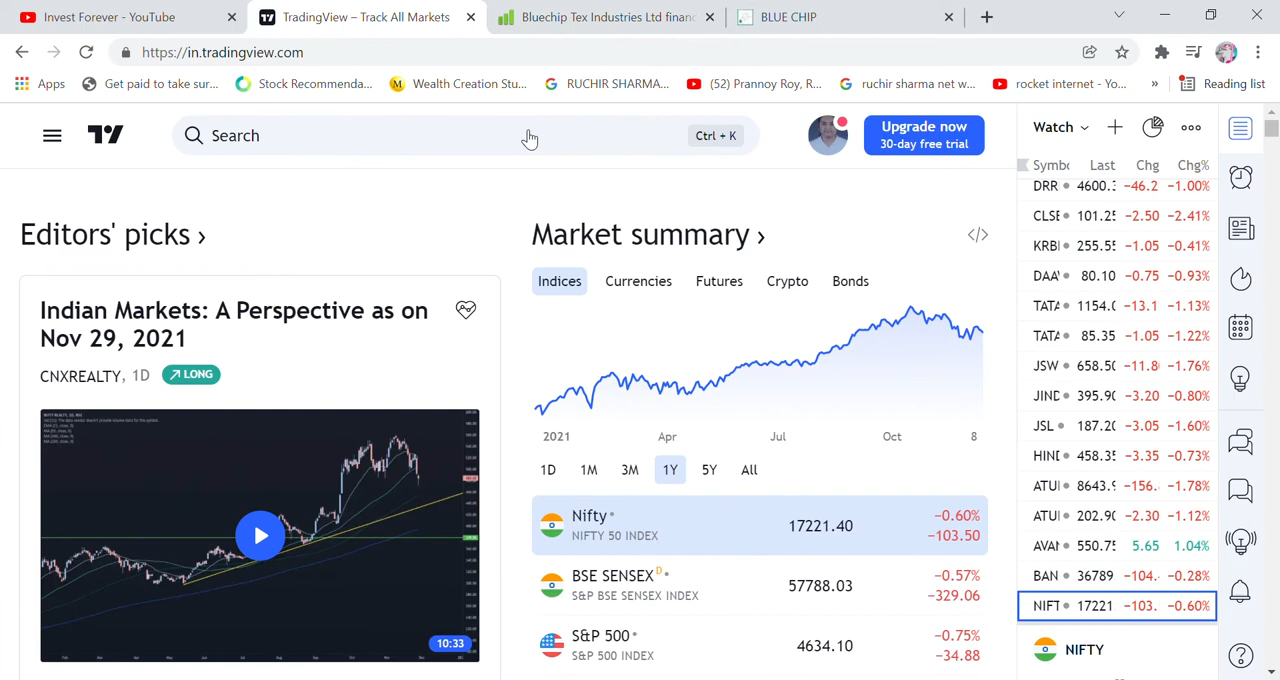 Invest Forever - YouTube
TradingView – Track All Markets
Bluechip Tex Industries Ltd finan
BLUE CHIP
https://in.tradingview.com
Apps
Get paid to take sur...
Stock Recommenda...
Wealth Creation Stu...
RUCHIR SHARMA...
(52) Prannoy Roy, R...
ruchir sharma net w...
rocket internet - Yo...
»
Reading list
Search
Ctrl + K
Upgrade now
30-day free trial
Editors' picks ›
Indian Markets: A Perspective as on
Nov 29, 2021
CNXREALTY, 1D
LONG
10:33
Market summary ›
</>
Indices
Currencies
Futures
Crypto
Bonds
2021
Apr
Jul
Oct
8
1D
1M
3M
1Y
5Y
All
Nifty
NIFTY 50 INDEX
17221.40
−0.60%
−103.50
BSE SENSEX D
S&P BSE SENSEX INDEX
57788.03
−0.57%
−329.06
S&P 500
S&P 500 INDEX
4634.10
−0.75%
−34.88
Watch
Symbo Last Chg Chg%
DRR 4600.3 −46.2 −1.00%
CLSE 101.25 −2.50 −2.41%
KRBI 255.55 −1.05 −0.41%
DAA 80.10 −0.75 −0.93%
TATA 1154.0 −13.1 −1.13%
TATA 85.35 −1.05 −1.22%
JSW 658.50 −11.8 −1.76%
JIND 395.90 −3.20 −0.80%
JSL 187.20 −3.05 −1.60%
HIND 458.35 −3.35 −0.73%
ATUL 8643.9 −156. −1.78%
ATUL 202.90 −2.30 −1.12%
AVAN 550.75 5.65 1.04%
BAN 36789 −104. −0.28%
NIFT 17221 −103. −0.60%
NIFTY